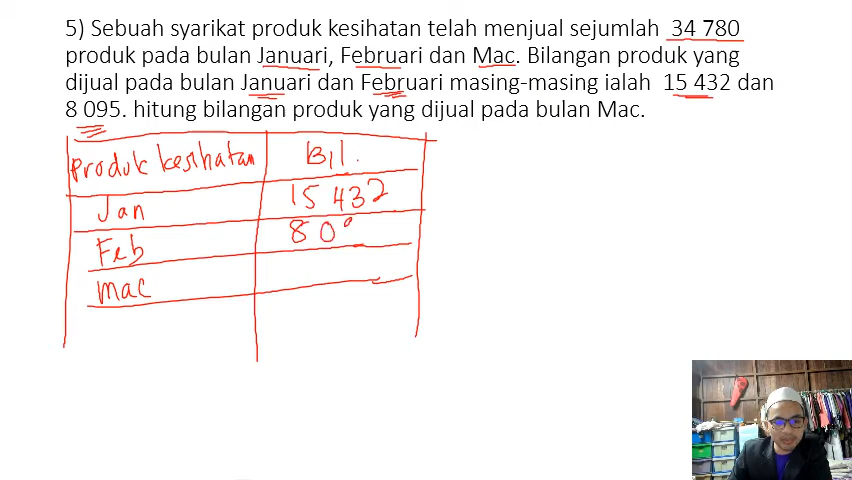 5) Sebuah syarikat produk kesihatan telah menjual sejumlah 34 780
produk pada bulan Januari, Februari dan Mac. Bilangan produk yang
dijual pada bulan Januari dan Februari masing-masing ialah 15 432 dan
8 095. hitung bilangan produk yang dijual pada bulan Mac.
Produk kesihatan Bil.
Jan 15 432
Feb 80
Mac